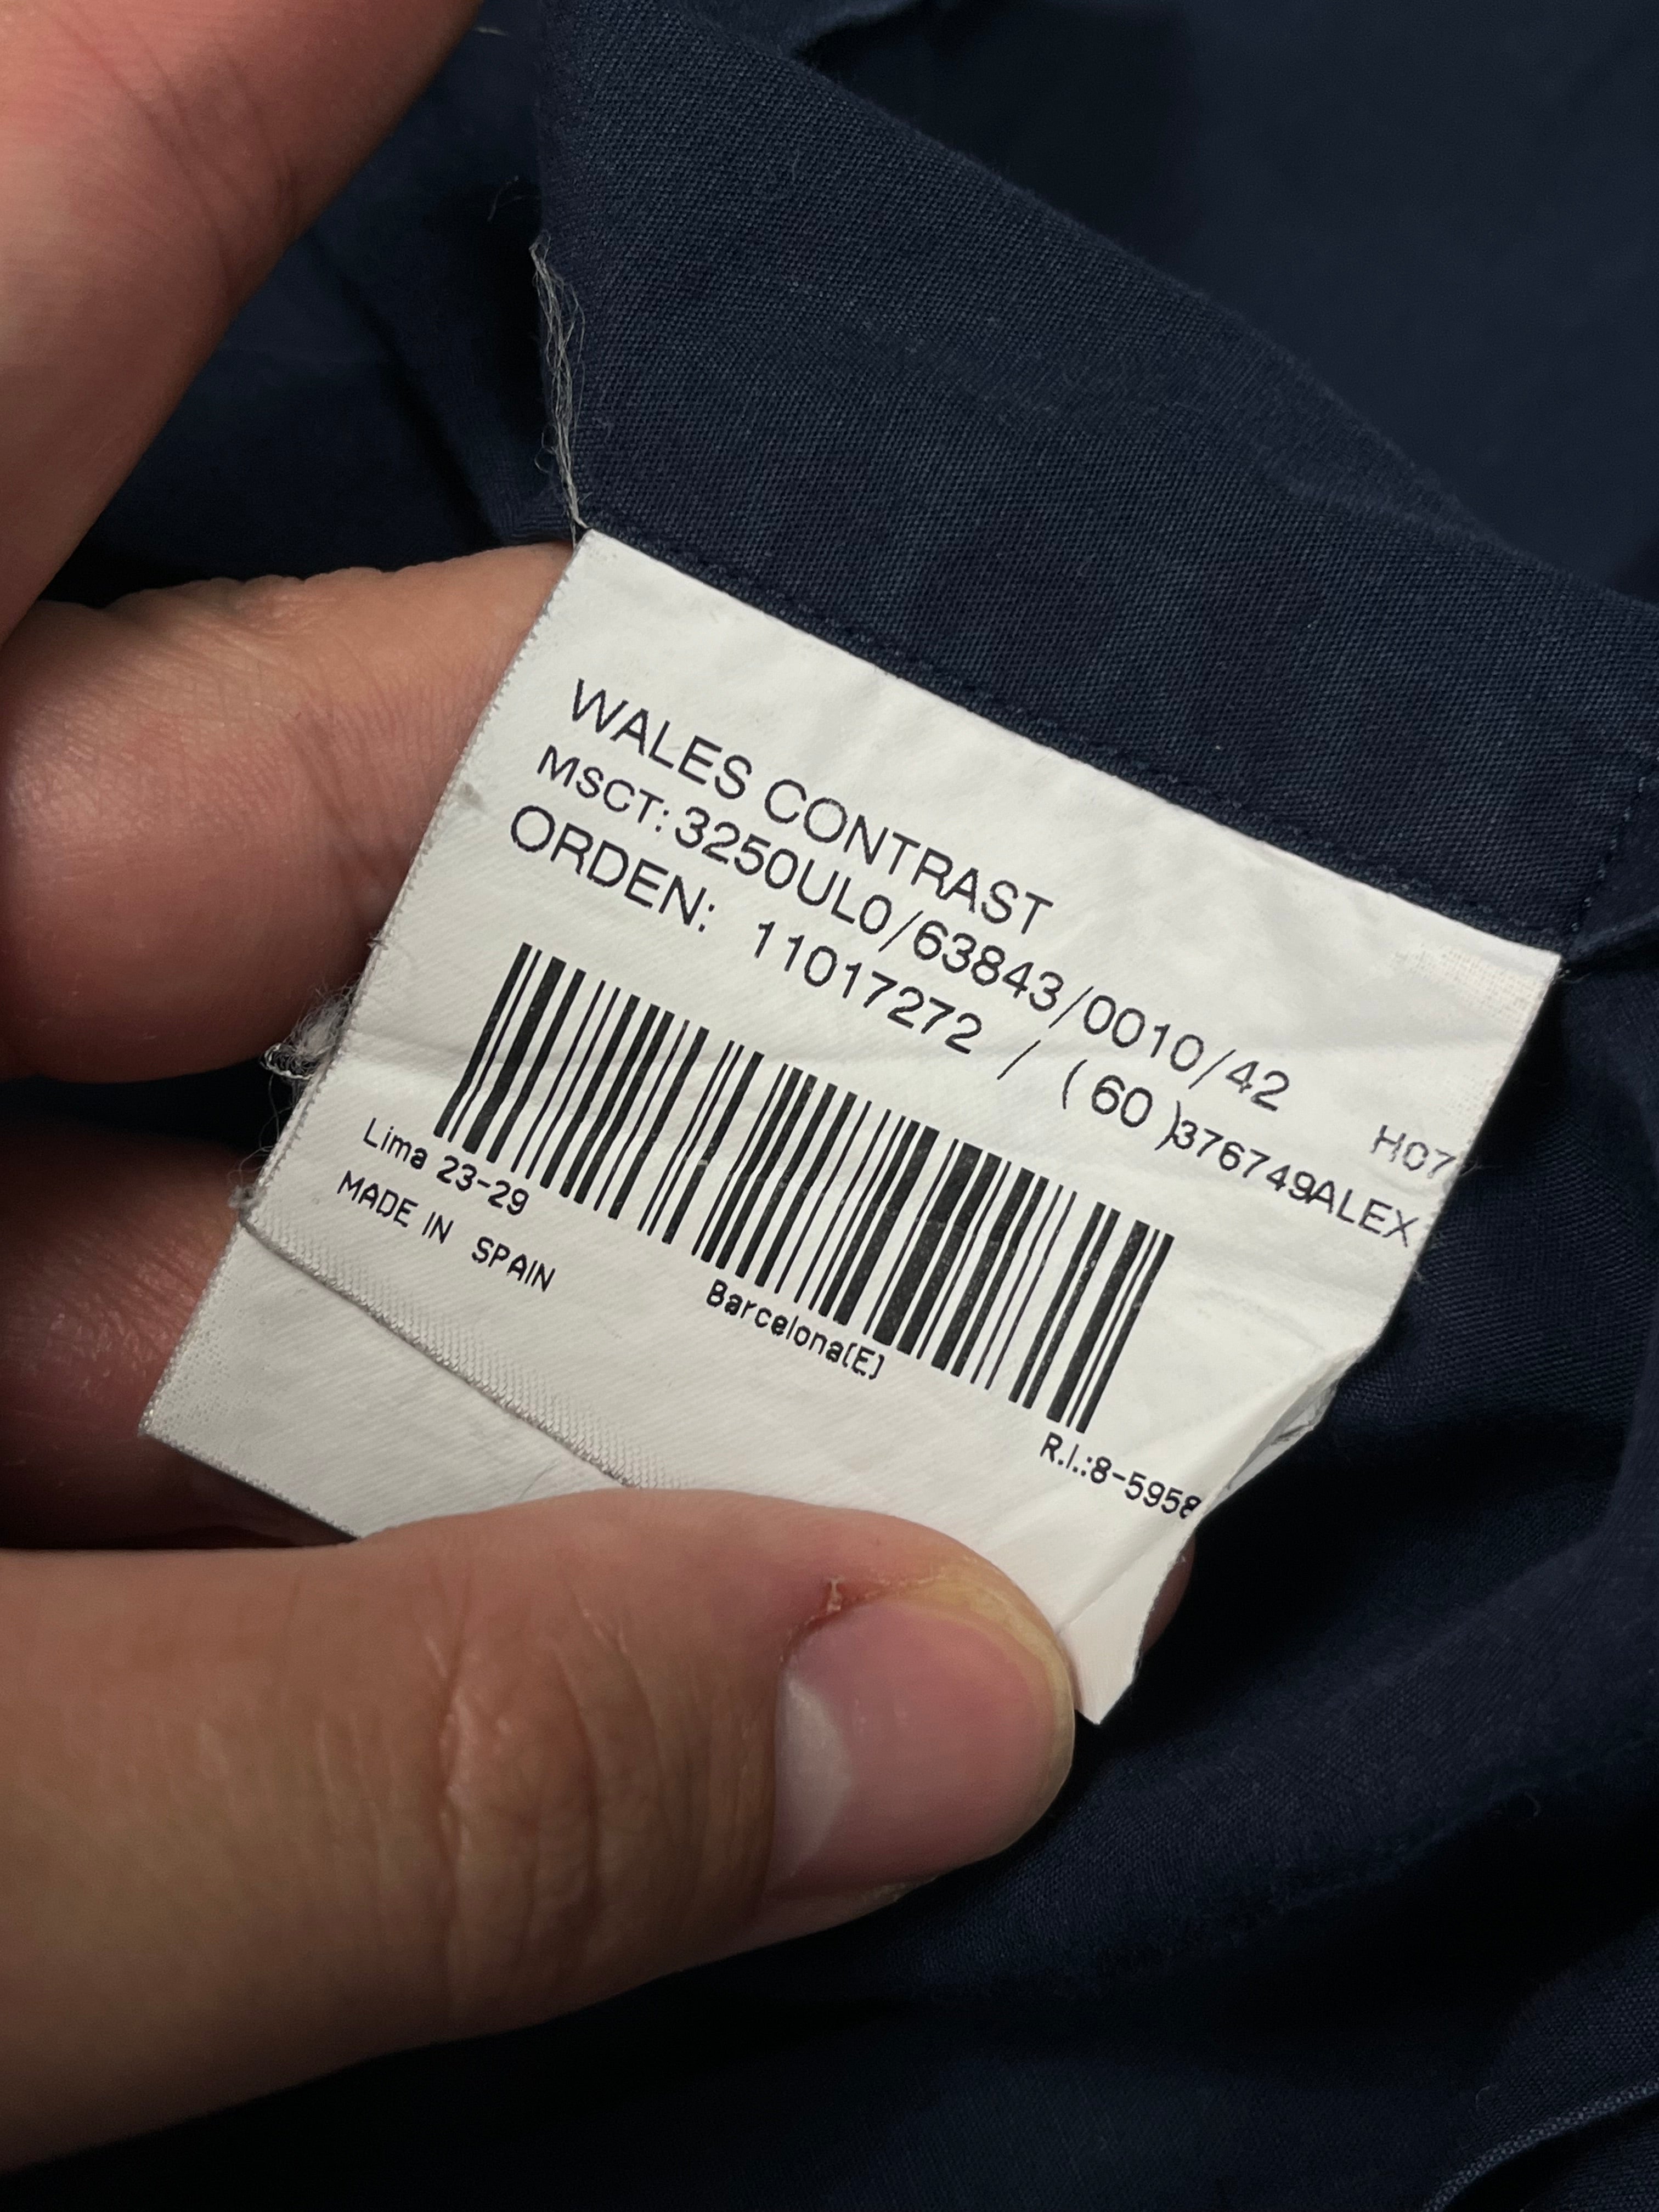 WALES CONTRAST
MSCT: 3250UL0/63843/0010/42
ORDEN: 11017272 / ( 60 )376749ALEX
H07
Lima 23-29
Barcelona(E)
R.I.:8-5958
MADE IN SPAIN